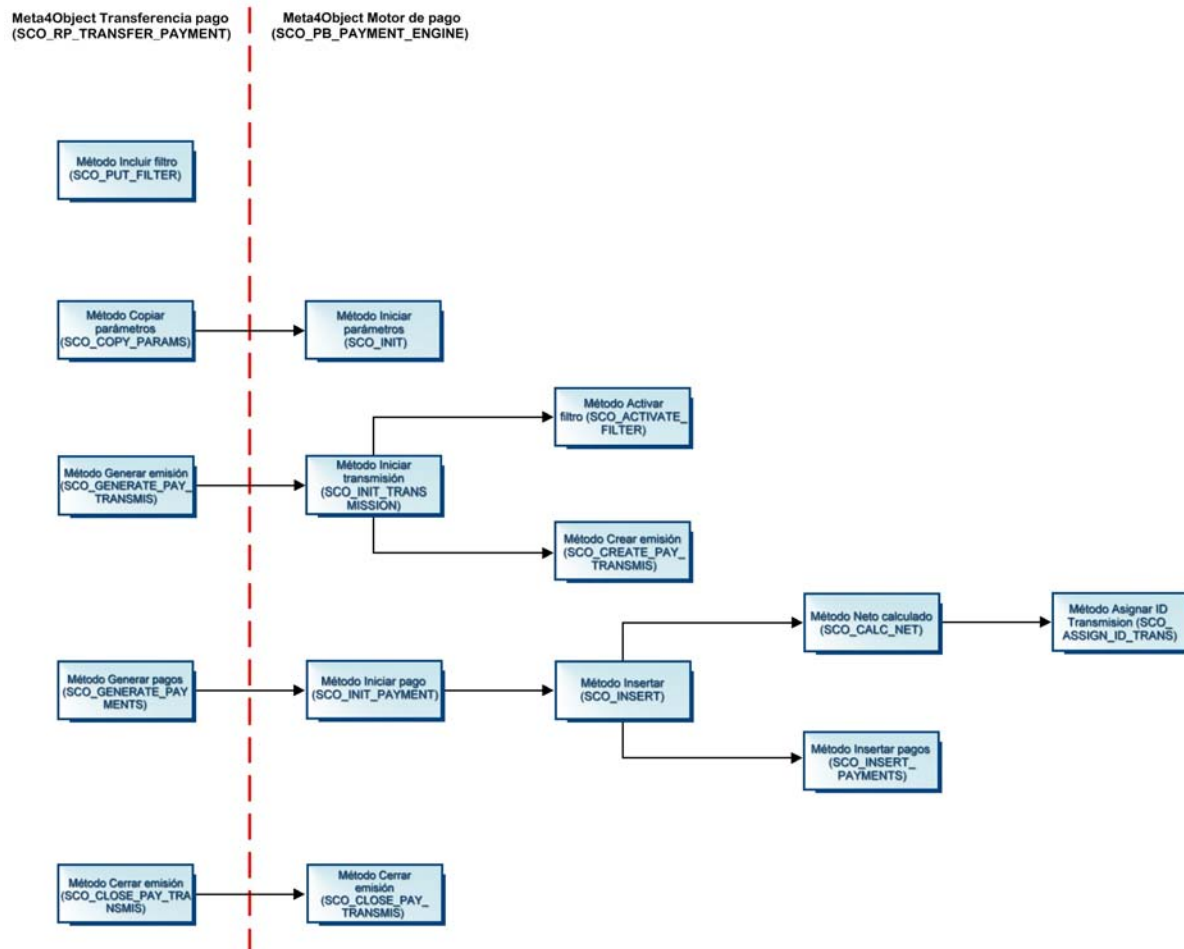 Meta4Object Transferencia pago
(SCO_RP_TRANSFER_PAYMENT)
Meta4Object Motor de pago
(SCO_PB_PAYMENT_ENGINE)
Método Incluir filtro
(SCO_PUT_FILTER)
Método Copiar
parámetros
(SCO_COPY_PARAMS)
Método Iniciar
parámetros
(SCO_INIT)
Método Activar
filtro (SCO_ACTIVATE_
FILTER)
Método Generar emisión
(SCO_GENERATE_PAY_
TRANSMIS)
Método Iniciar
transmisión
(SCO_INIT_TRANS
MISSION)
Método Crear emisión
(SCO_CREATE_PAY_
TRANSMIS)
Método Neto calculado
(SCO_CALC_NET)
Método Asignar ID
Transmision (SCO_
ASSIGN_ID_TRANS)
Método Generar pagos
(SCO_GENERATE_PAY
MENTS)
Método Iniciar pago
(SCO_INIT_PAYMENT)
Método Insertar
(SCO_INSERT)
Método Insertar pagos
(SCO_INSERT_
PAYMENTS)
Método Cerrar emisión
(SCO_CLOSE_PAY_TRA
NSMIS)
Método Cerrar
emisión
(SCO_CLOSE_PAY_
TRANSMIS)